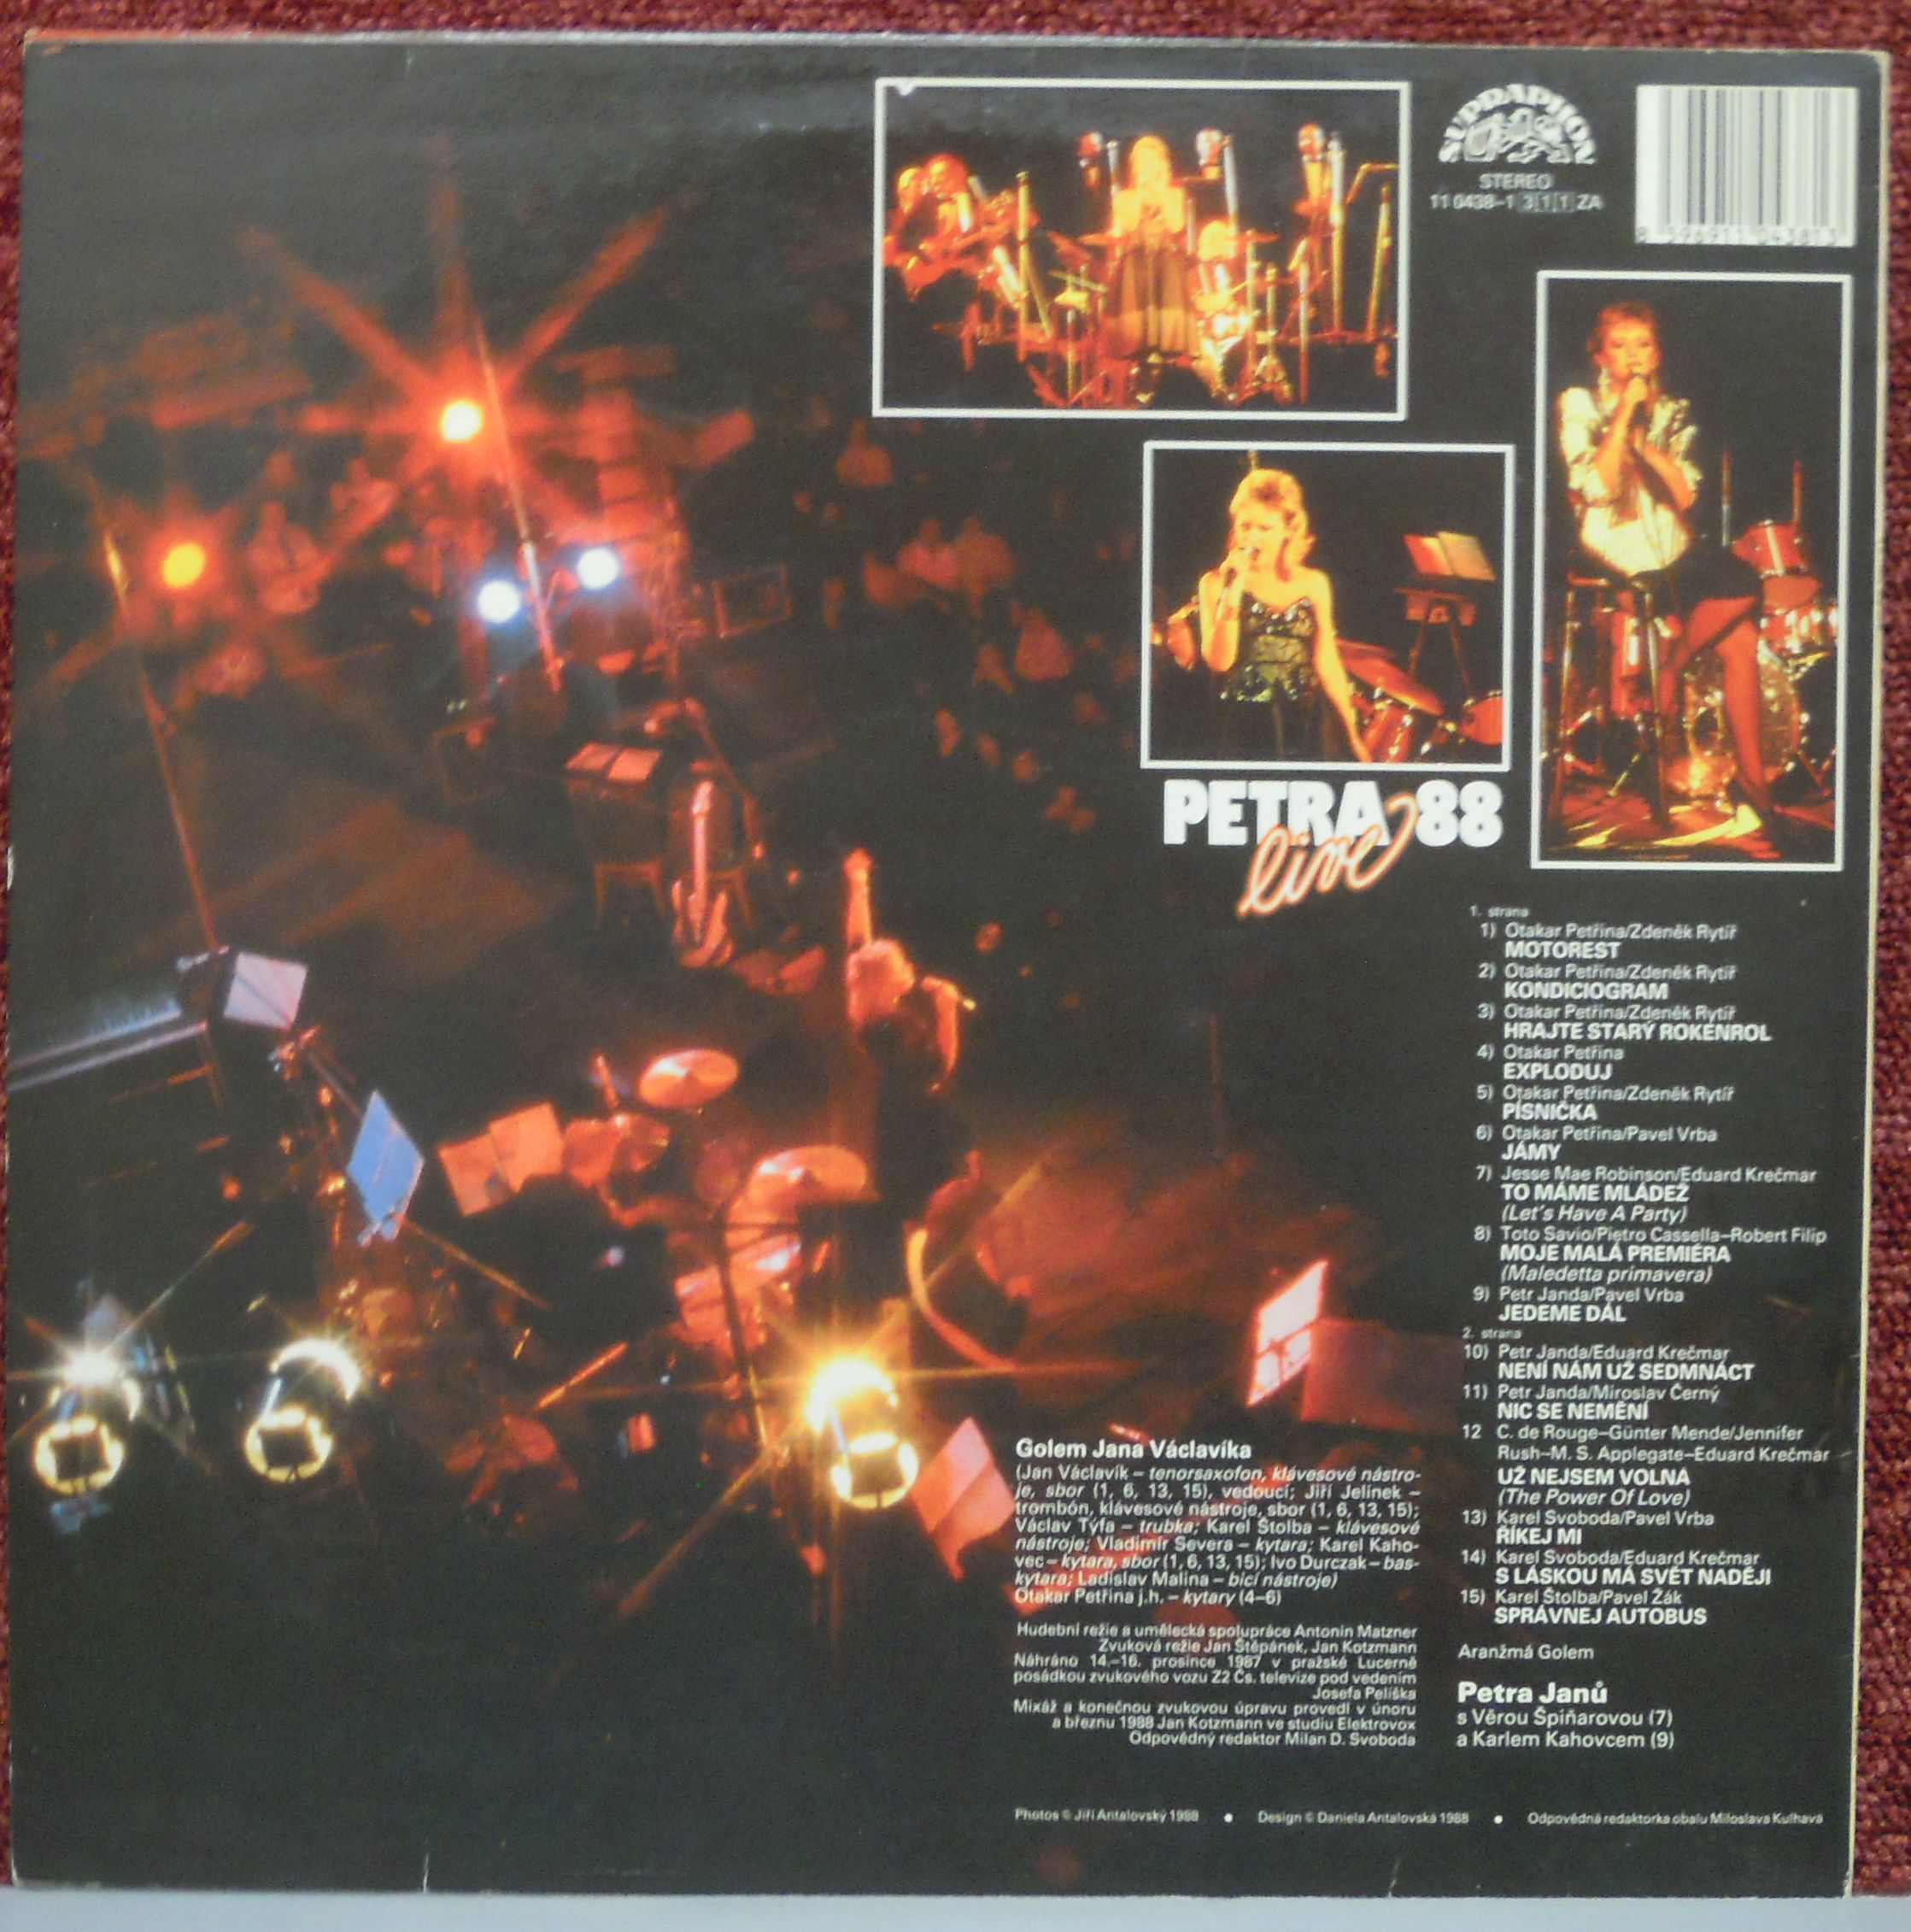 SUPRAPHON
STEREO
11 0438-1 311 ZA
PETRA 88
live
1. strana
1) Otakar Petřina/Zdeněk Rytíř
MOTOREST
2) Otakar Petřina/Zdeněk Rytíř
KONDICIOGRAM
3) Otakar Petřina/Zdeněk Rytíř
HRAJTE STARÝ ROKENROL
4) Otakar Petřina
EXPLODUJ
5) Otakar Petřina/Zdeněk Rytíř
PÍSNIČKA
6) Otakar Petřina/Pavel Vrba
JÁMY
7) Jesse Mae Robinson/Eduard Krečmar
TO MÁME MLÁDEŽ
(Let's Have A Party)
8) Toto Savio/Pietro Cassella–Robert Filip
MOJE MALÁ PREMIÉRA
(Maledetta primavera)
9) Petr Janda/Pavel Vrba
JEDEME DÁL
2. strana
10) Petr Janda/Eduard Krečmar
NENÍ NÁM UŽ SEDMNÁCT
11) Petr Janda/Miroslav Černý
NIC SE NEMĚNÍ
12 C. de Rouge–Günter Mende/Jennifer
Rush–M. S. Applegate–Eduard Krečmar
UŽ NEJSEM VOLNÁ
(The Power Of Love)
13) Karel Svoboda/Pavel Vrba
ŘÍKEJ MI
14) Karel Svoboda/Eduard Krečmar
S LÁSKOU MÁ SVĚT NADĚJI
15) Karel Štolba/Pavel Žák
SPRÁVNEJ AUTOBUS
Aranžmá Golem
Petra Janů
s Věrou Špinarovou (7)
a Karlem Kahovcem (9)
Golem Jana Václavíka
(Jan Václavík – tenorsaxofon, klávesové nástro-
je, sbor (1, 6, 13, 15), vedoucí; Jiří Jelínek –
trombón, klávesové nástroje, sbor (1, 6, 13, 15);
Václav Týfa – trubka; Karel Štolba – klávesové
nástroje; Vladimír Severa – kytara; Karel Kaho-
vec – kytara, sbor (1, 6, 13, 15); Ivo Durczak – bas-
kytara; Ladislav Malina – bicí nástroje)
Otakar Petřina j.h. – kytary (4–6)
Hudební režie a umělecká spolupráce Antonín Matzner
Zvuková režie Jan Štěpánek, Jan Kotzmann
Náhráno 14.–16. prosince 1987 v pražské Lucerně
posádkou zvukového vozu Z2 Čs. televize pod vedením
Josefa Pelíška
Mixáž a konečnou zvukovou úpravu provedl v únoru
a březnu 1988 Jan Kotzmann ve studiu Elektrovox
Odpovědný redaktor Milan D. Svoboda
Photos © Jiří Antalovský 1988 • Design © Daniela Antalovská 1988 • Odpovědná redaktorka obalu Miloslava Kulhavá